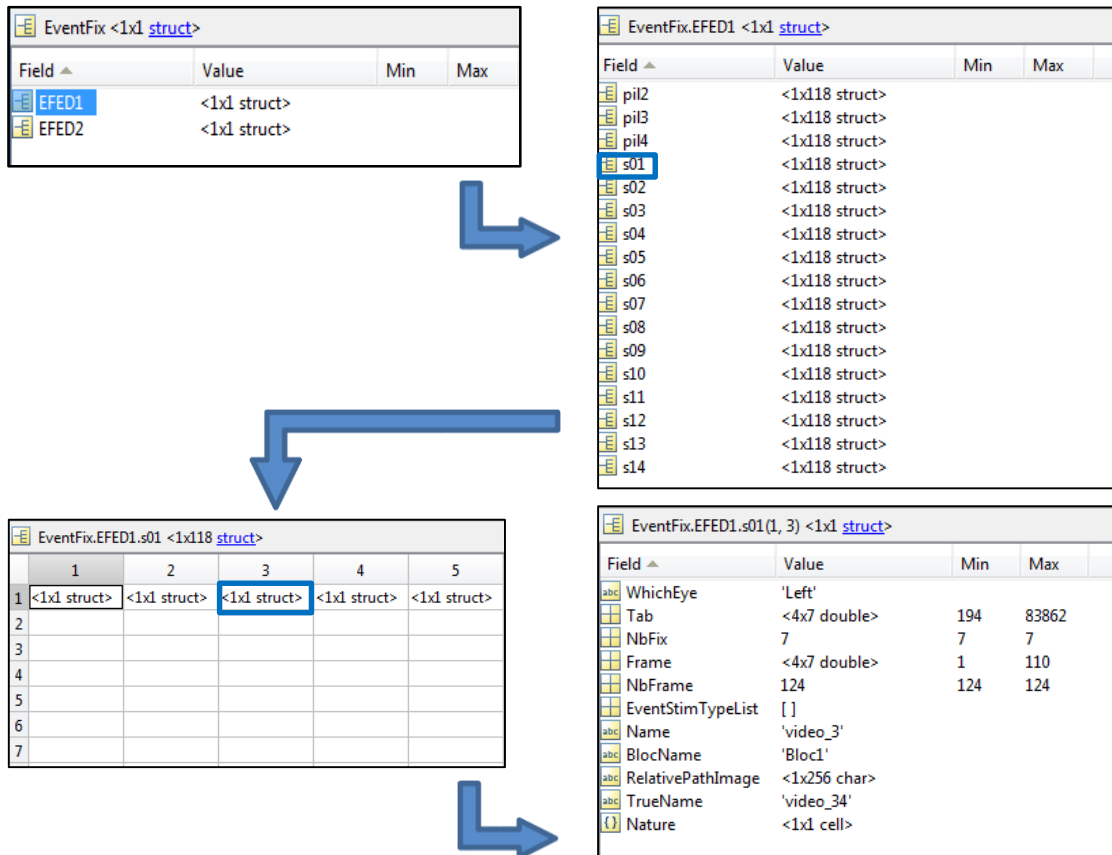 EventFix <1x1 struct>
Field Value Min Max
EFED1 <1x1 struct>
EFED2 <1x1 struct>
EventFix.EFED1 <1x1 struct>
Field Value Min Max
pil2 <1x118 struct>
pil3 <1x118 struct>
pil4 <1x118 struct>
s01 <1x118 struct>
s02 <1x118 struct>
s03 <1x118 struct>
s04 <1x118 struct>
s05 <1x118 struct>
s06 <1x118 struct>
s07 <1x118 struct>
s08 <1x118 struct>
s09 <1x118 struct>
s10 <1x118 struct>
s11 <1x118 struct>
s12 <1x118 struct>
s13 <1x118 struct>
s14 <1x118 struct>
EventFix.EFED1.s01 <1x118 struct>
1 2 3 4 5
1 <1x1 struct> <1x1 struct> <1x1 struct> <1x1 struct> <1x1 struct>
2
3
4
5
6
7
EventFix.EFED1.s01(1, 3) <1x1 struct>
Field Value Min Max
abc WhichEye 'Left'
Tab <4x7 double> 194 83862
NbFix 7 7 7
Frame <4x7 double> 1 110
NbFrame 124 124 124
EventStimTypeList [ ]
abc Name 'video_3'
abc BlocName 'Bloc1'
abc RelativePathImage <1x256 char>
abc TrueName 'video_34'
{} Nature <1x1 cell>